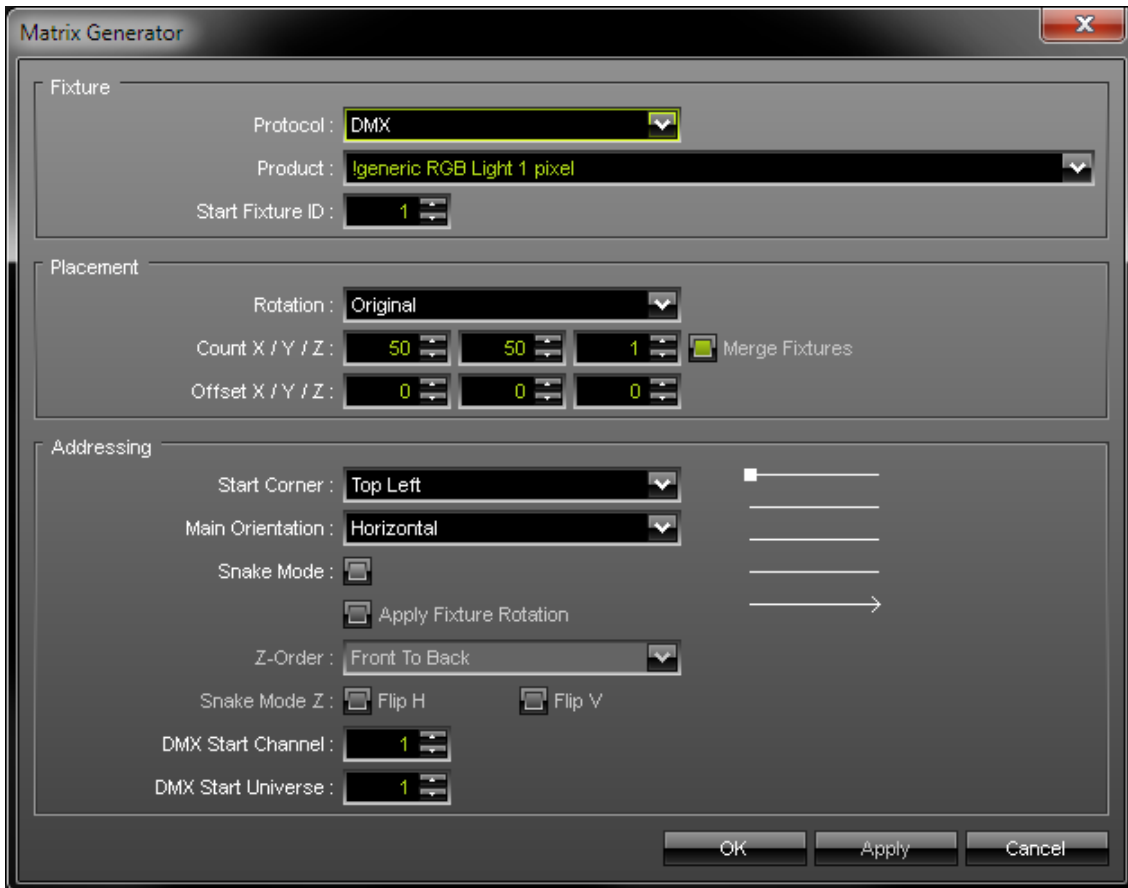 Matrix Generator
Fixture
Protocol : DMX
Product : !generic RGB Light 1 pixel
Start Fixture ID : 1
Placement
Rotation : Original
Count X / Y / Z : 50 50 1 Merge Fixtures
Offset X / Y / Z : 0 0 0
Addressing
Start Corner : Top Left
Main Orientation : Horizontal
Snake Mode :
Apply Fixture Rotation
Z-Order : Front To Back
Snake Mode Z : Flip H Flip V
DMX Start Channel : 1
DMX Start Universe : 1
OK Apply Cancel